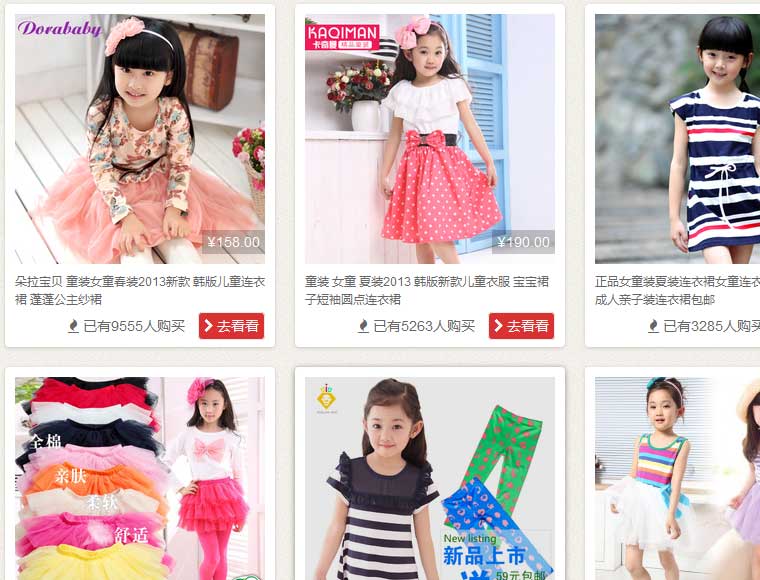 Dorababy
¥158.00
朵拉宝贝 童装女童春装2013新款 韩版儿童连衣
裙 蓬蓬公主纱裙
已有9555人购买
去看看
KAQIMAN
卡奇曼
精品童装
¥190.00
童装 女童 夏装2013 韩版新款儿童衣服 宝宝裙
子短袖圆点连衣裙
已有5263人购买
去看看
正品女童装夏装连衣裙女童连衣
成人亲子装连衣裙包邮
已有3285人购买
全棉
亲肤
柔软
舒适
New listing
新品上市
59元包邮